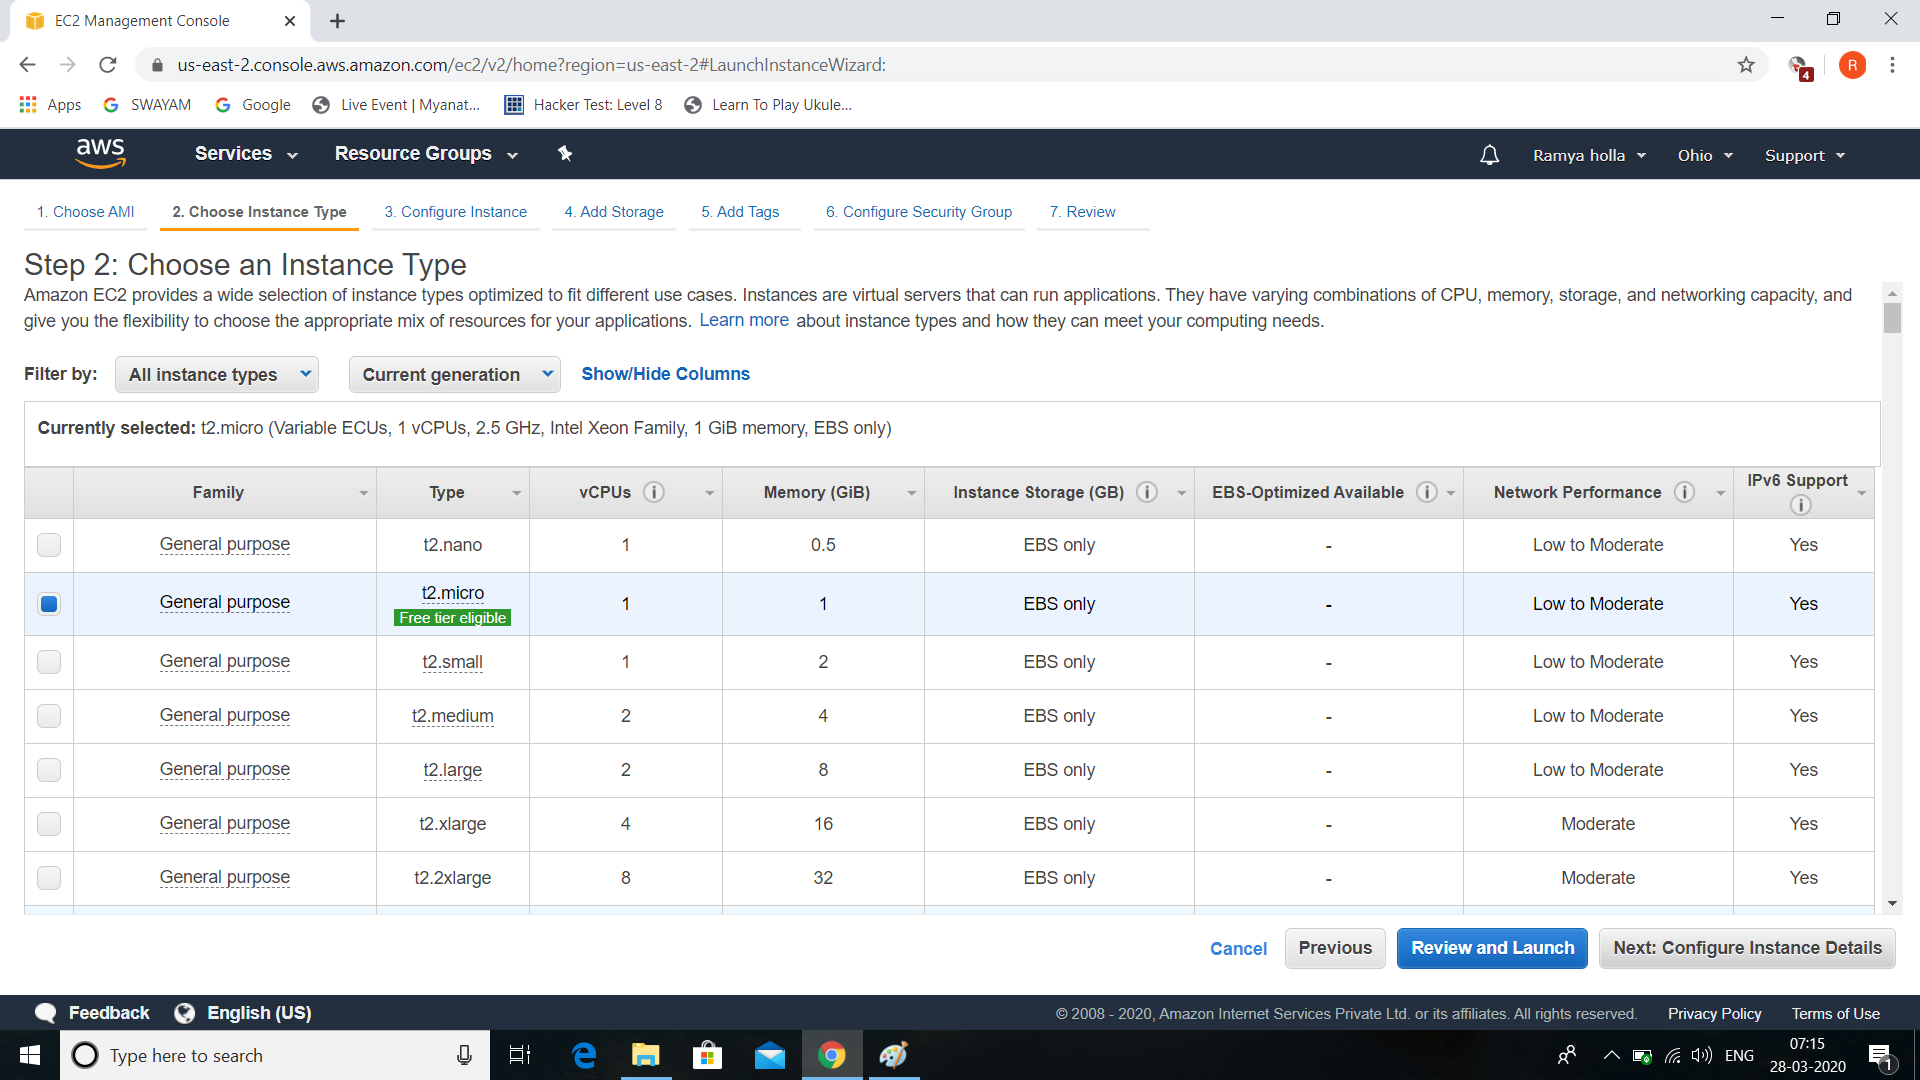 EC2 Management Console
us-east-2.console.aws.amazon.com/ec2/v2/home?region=us-east-2#LaunchInstanceWizard:
4
R
Apps SWAYAM Google Live Event | Myanat... Hacker Test: Level 8 Learn To Play Ukule...
aws Services Resource Groups Ramya holla Ohio Support
1. Choose AMI 2. Choose Instance Type 3. Configure Instance 4. Add Storage 5. Add Tags 6. Configure Security Group 7. Review
Step 2: Choose an Instance Type
Amazon EC2 provides a wide selection of instance types optimized to fit different use cases. Instances are virtual servers that can run applications. They have varying combinations of CPU, memory, storage, and networking capacity, and
give you the flexibility to choose the appropriate mix of resources for your applications. Learn more about instance types and how they can meet your computing needs.
Filter by: All instance types Current generation Show/Hide Columns
Currently selected: t2.micro (Variable ECUs, 1 vCPUs, 2.5 GHz, Intel Xeon Family, 1 GiB memory, EBS only)
Family Type vCPUs Memory (GiB) Instance Storage (GB) EBS-Optimized Available Network Performance IPv6 Support
General purpose t2.nano 1 0.5 EBS only - Low to Moderate Yes
General purpose t2.micro 1 1 EBS only - Low to Moderate Yes
Free tier eligible
General purpose t2.small 1 2 EBS only - Low to Moderate Yes
General purpose t2.medium 2 4 EBS only - Low to Moderate Yes
General purpose t2.large 2 8 EBS only - Low to Moderate Yes
General purpose t2.xlarge 4 16 EBS only - Moderate Yes
General purpose t2.2xlarge 8 32 EBS only - Moderate Yes
Cancel Previous Review and Launch Next: Configure Instance Details
Feedback English (US) © 2008 - 2020, Amazon Internet Services Private Ltd. or its affiliates. All rights reserved. Privacy Policy Terms of Use
Type here to search ENG
07:15
28-03-2020
1